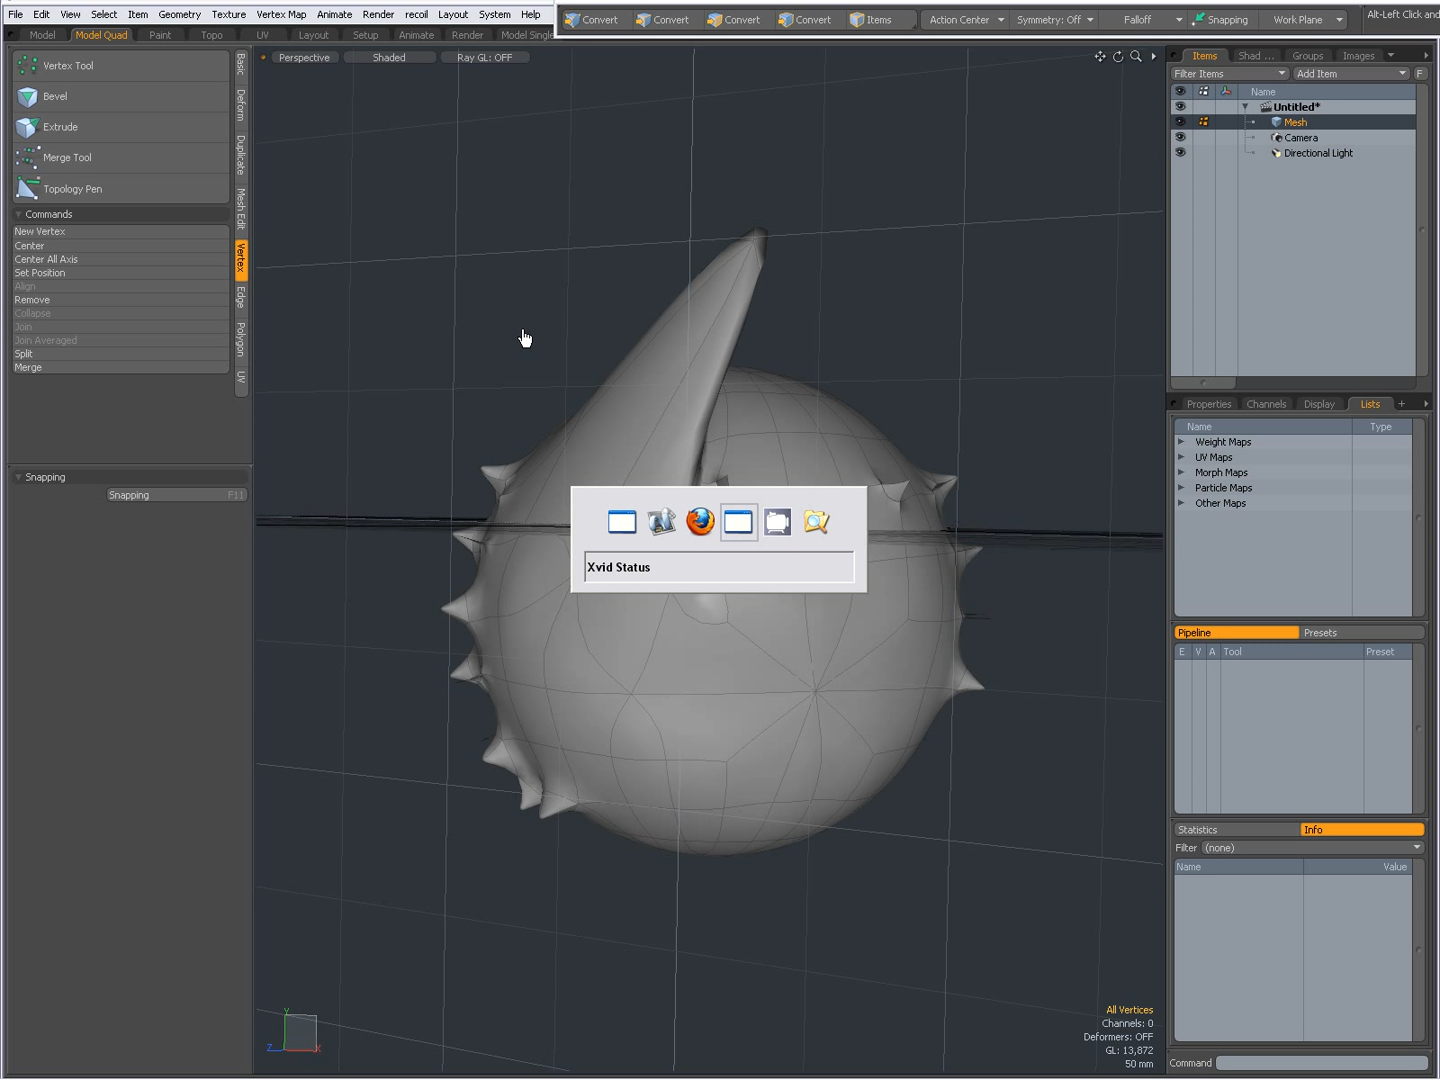 File Edit View Select Item Geometry Texture Vertex Map Animate Render recoil Layout System Help
Convert Convert Convert Convert Items Action Center Symmetry: Off Falloff Snapping Work Plane Alt-Left Click and
Model Model Quad Paint Topo UV Layout Setup Animate Render Model Single
Vertex Tool
Bevel
Extrude
Merge Tool
Topology Pen
Commands
New Vertex
Center
Center All Axis
Set Position
Align
Remove
Collapse
Join
Join Averaged
Split
Merge
Basic
Deform
Duplicate
Mesh Edit
Vertex
Edge
Polygon
UV
Snapping
Snapping F11
Perspective Shaded Ray GL: OFF
Xvid Status
Y
Z X
All Vertices
Channels: 0
Deformers: OFF
GL: 13,872
50 mm
Items Shad ... Groups Images
Filter Items Add Item F
Name
Untitled*
Mesh
Camera
Directional Light
Properties Channels Display Lists +
Name Type
Weight Maps
UV Maps
Morph Maps
Particle Maps
Other Maps
Pipeline Presets
E V A Tool Preset
Statistics Info
Filter (none)
Name Value
Command